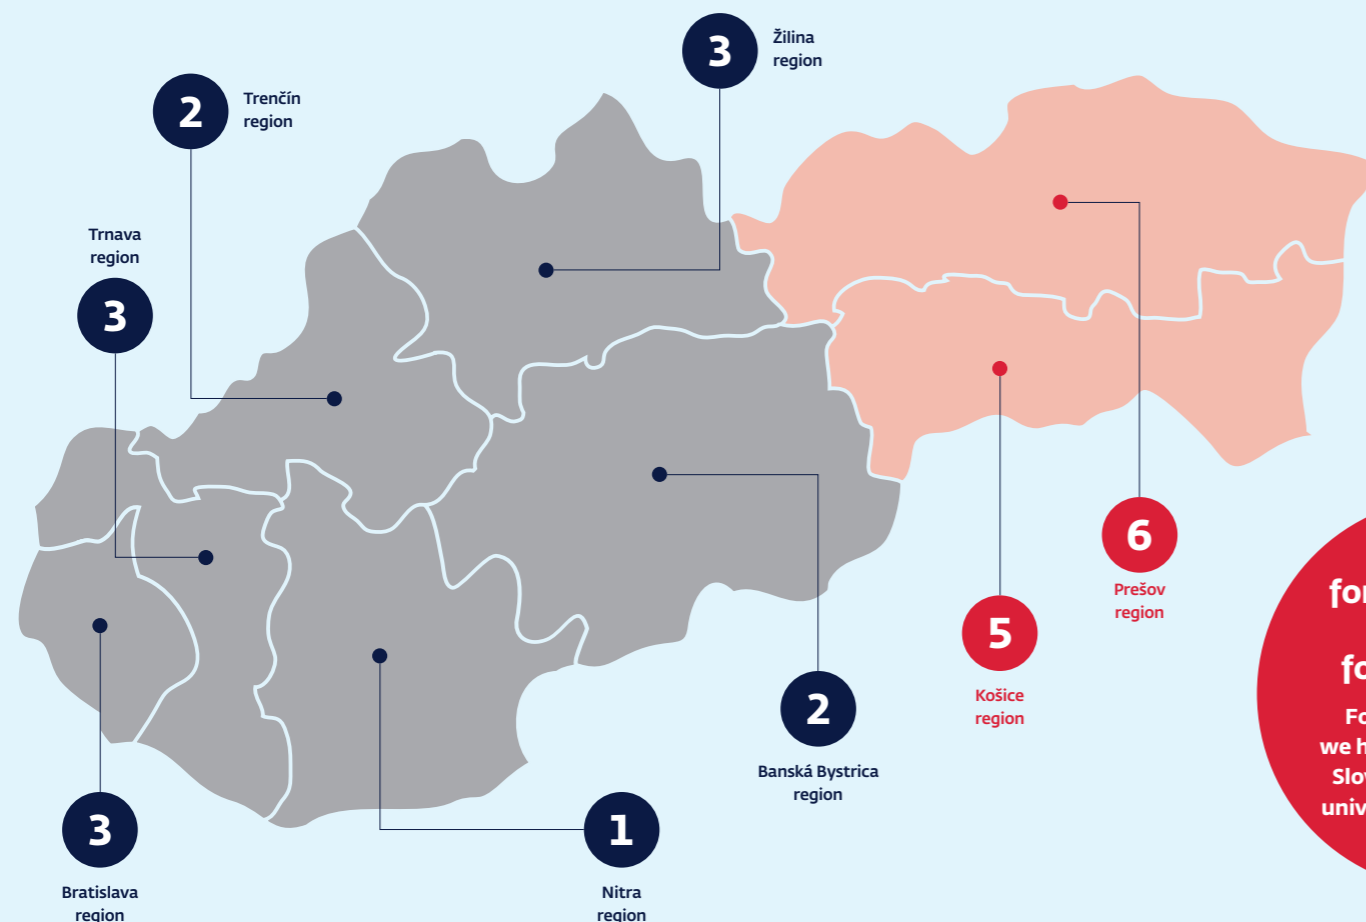 3
Žilina
region
2
Trenčín
region
Trnava
region
3
6
Prešov
region
5
Košice
region
2
Banská Bystrica
region
3
Bratislava
region
1
Nitra
region
we